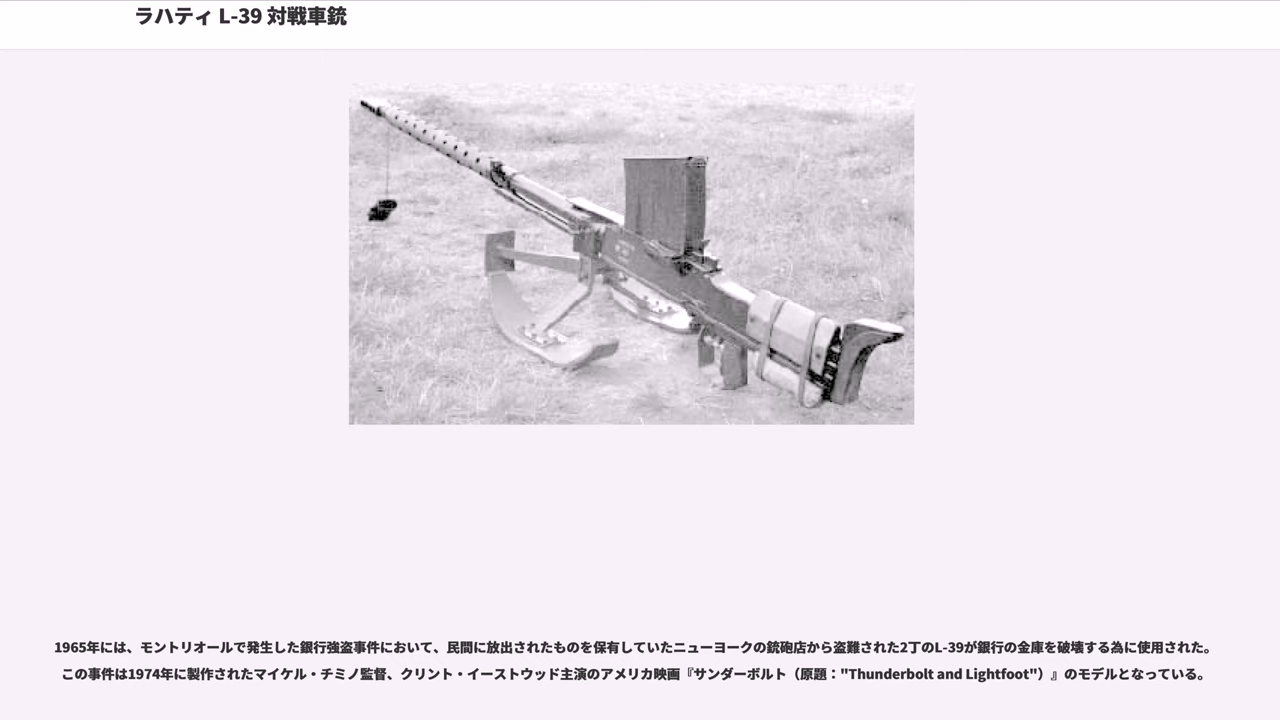 ラハティ L-39 対戦車銃
1965年には、モントリオールで発生した銀行強盗事件において、民間に放出されたものを保有していたニューヨークの銃砲店から盗難された2丁のL-39が銀行の金庫を破壊する為に使用された。
この事件は1974年に製作されたマイケル・チミノ監督、クリント・イーストウッド主演のアメリカ映画『サンダーボルト（原題："Thunderbolt and Lightfoot"）』のモデルとなっている。